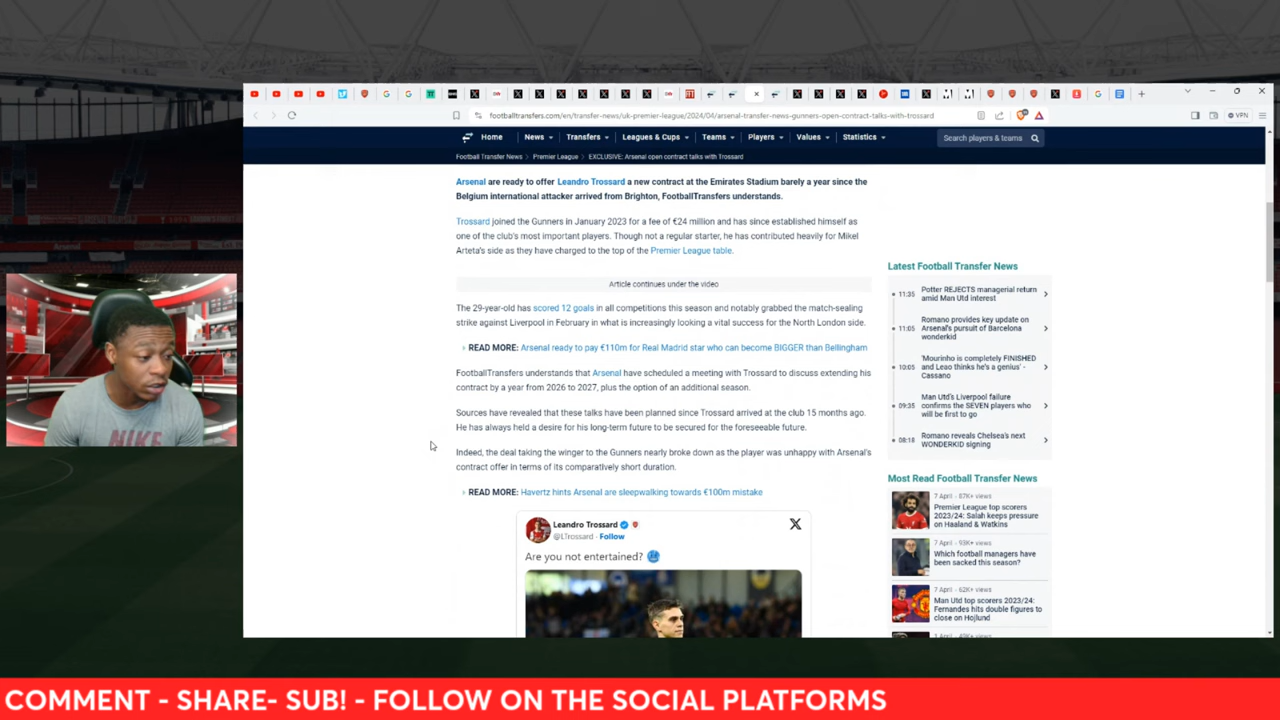 footballtransfers.com/en/transfer-news/uk-premier-league/2024/04/arsenal-transfer-news-gunners-open-contract-talks-with-trossard
VPN
Home News Transfers Leagues & Cups Teams Players Values Statistics Search players & teams
Football Transfer News > Premier League > EXCLUSIVE: Arsenal open contract talks with Trossard
Arsenal are ready to offer Leandro Trossard a new contract at the Emirates Stadium barely a year since the
Belgium international attacker arrived from Brighton, FootballTransfers understands.
Trossard joined the Gunners in January 2023 for a fee of €24 million and has since established himself as
one of the club's most important players. Though not a regular starter, he has contributed heavily for Mikel
Arteta's side as they have charged to the top of the Premier League table.
Article continues under the video
The 29-year-old has scored 12 goals in all competitions this season and notably grabbed the match-sealing
strike against Liverpool in February in what is increasingly looking a vital success for the North London side.
READ MORE: Arsenal ready to pay €110m for Real Madrid star who can become BIGGER than Bellingham
FootballTransfers understands that Arsenal have scheduled a meeting with Trossard to discuss extending his
contract by a year from 2026 to 2027, plus the option of an additional season.
Sources have revealed that these talks have been planned since Trossard arrived at the club 15 months ago.
He has always held a desire for his long-term future to be secured for the foreseeable future.
Indeed, the deal taking the winger to the Gunners nearly broke down as the player was unhappy with Arsenal's
contract offer in terms of its comparatively short duration.
READ MORE: Havertz hints Arsenal are sleepwalking towards €100m mistake
Leandro Trossard
@LTrossard · Follow
Are you not entertained?
Latest Football Transfer News
11:35 Potter REJECTS managerial return
amid Man Utd interest
11:05 Romano provides key update on
Arsenal's pursuit of Barcelona
wonderkid
10:05 'Mourinho is completely FINISHED
and Leao thinks he's a genius' -
Cassano
09:35 Man Utd's Liverpool failure
confirms the SEVEN players who
will be first to go
08:18 Romano reveals Chelsea's next
WONDERKID signing
Most Read Football Transfer News
7 April · 87K+ views
Premier League top scorers
2023/24: Salah keeps pressure
on Haaland & Watkins
7 April · 93K+ views
Which football managers have
been sacked this season?
7 April · 62K+ views
Man Utd top scorers 2023/24:
Fernandes hits double figures to
close on Hojlund
NIKE
COMMENT - SHARE- SUB! - FOLLOW ON THE SOCIAL PLATFORMS